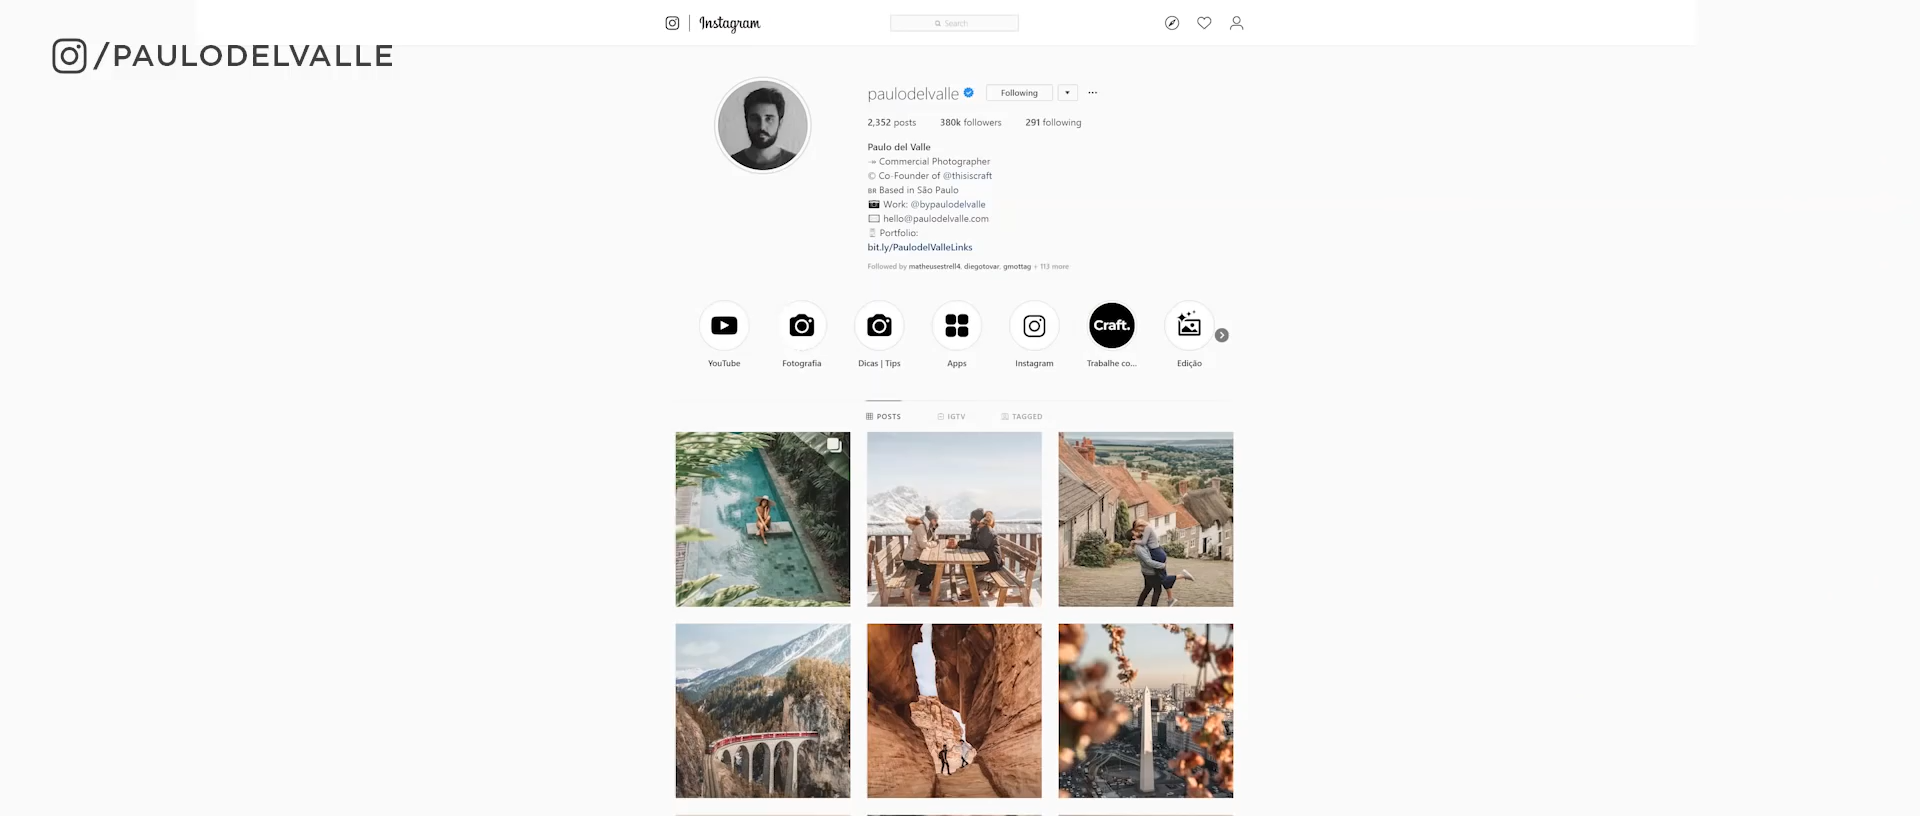 Instagram
Search
/PAULODELVALLE
paulodelvalle
Following
2,352 posts 380k followers 291 following
Paulo del Valle
→ Commercial Photographer
© Co-Founder of @thisiscraft
BR Based in São Paulo
Work: @bypaulodelvalle
hello@paulodelvalle.com
Portfolio:
bit.ly/PaulodelValleLinks
Followed by matheusestrell4, diegotovar, gmottag + 113 more
Craft.
YouTube Fotografia Dicas | Tips Apps Instagram Trabalhe co... Edição
POSTS IGTV TAGGED